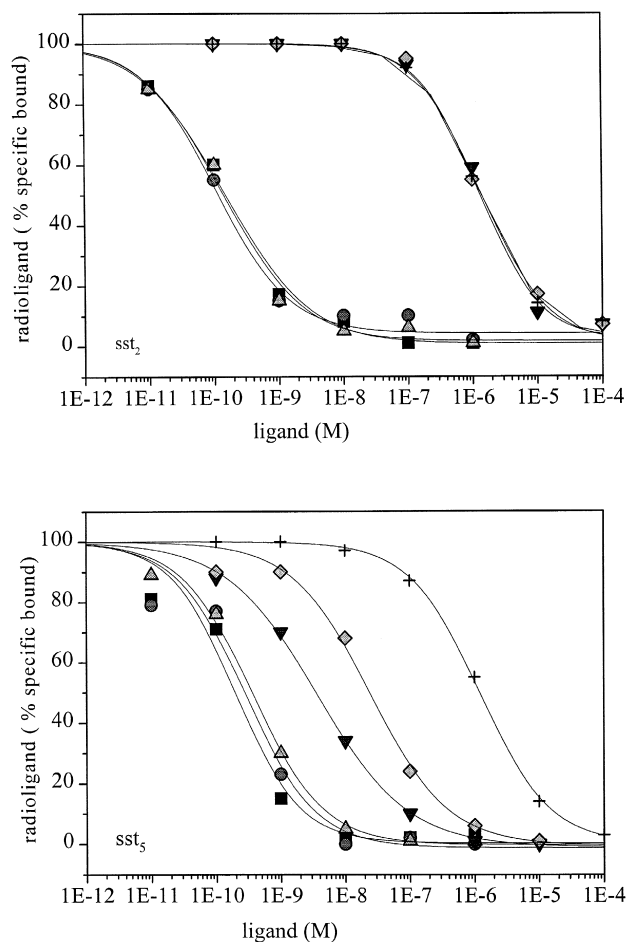 100
80
60
40
20
0
radioligand ( % specific bound)
sst2
1E-12 1E-11 1E-10 1E-9 1E-8 1E-7 1E-6 1E-5 1E-4
ligand (M)
100
80
60
40
20
0
radioligand ( % specific bound)
sst5
1E-12 1E-11 1E-10 1E-9 1E-8 1E-7 1E-6 1E-5 1E-4
ligand (M)